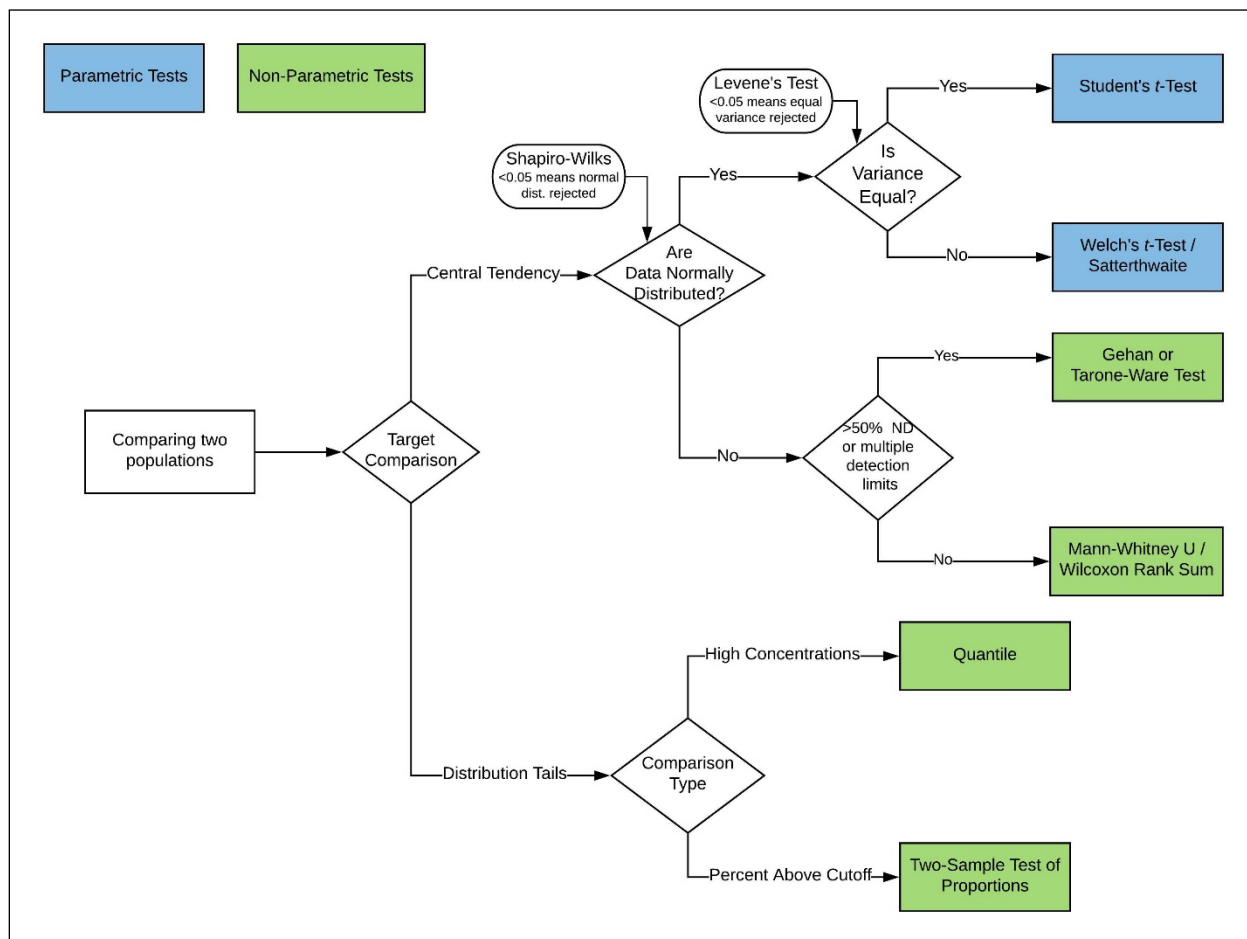 Parametric Tests
Non-Parametric Tests
Levene's Test
<0.05 means equal
variance rejected
Yes
Student's t-Test
Shapiro-Wilks
<0.05 means normal
dist. rejected
Yes
Is
Variance
Equal?
No
Welch's t-Test /
Satterthwaite
Central Tendency
Are
Data Normally
Distributed?
Yes
Gehan or
Tarone-Ware Test
Comparing two
populations
Target
Comparison
No
>50% ND
or multiple
detection
limits
No
Mann-Whitney U /
Wilcoxon Rank Sum
High Concentrations
Quantile
Distribution Tails
Comparison
Type
Percent Above Cutoff
Two-Sample Test of
Proportions